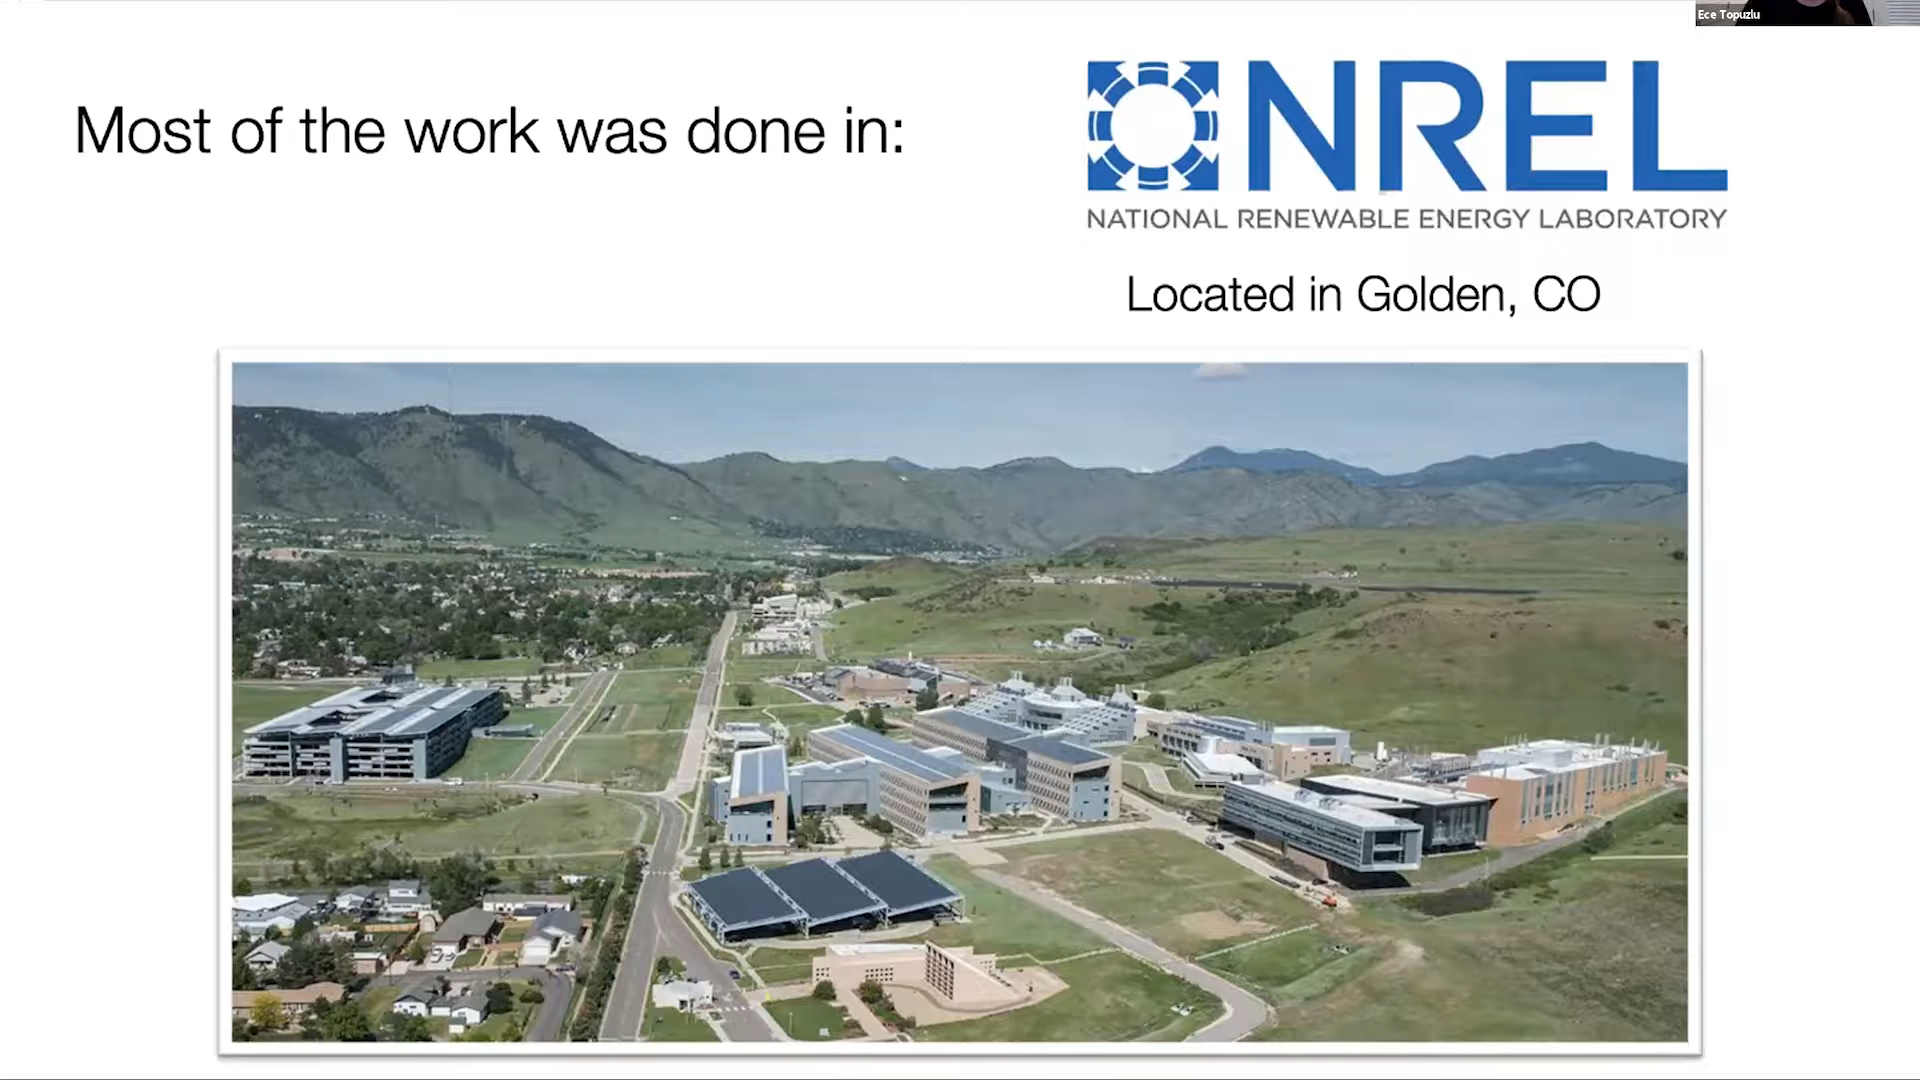 Ece Topuzlu
Most of the work was done in:
NREL
NATIONAL RENEWABLE ENERGY LABORATORY
Located in Golden, CO